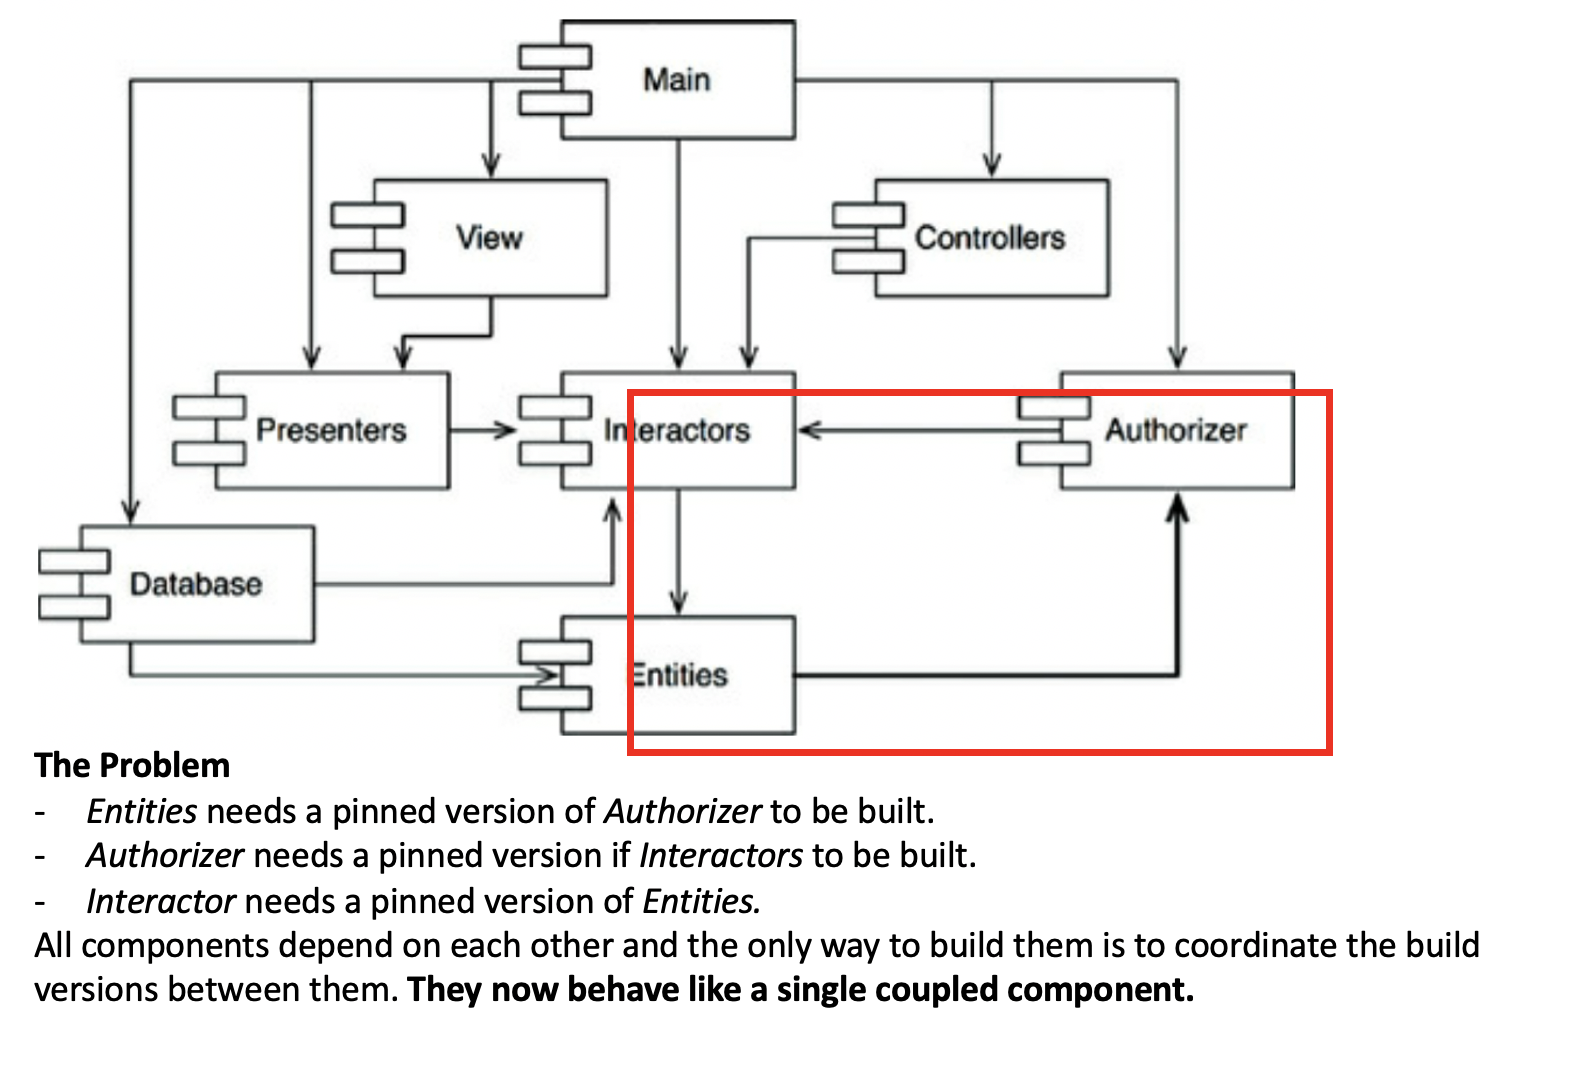 Main
View
Controllers
Presenters
Interactors
Authorizer
Database
Entities
The Problem
- Entities needs a pinned version of Authorizer to be built.
- Authorizer needs a pinned version if Interactors to be built.
- Interactor needs a pinned version of Entities.
All components depend on each other and the only way to build them is to coordinate the build
versions between them. They now behave like a single coupled component.